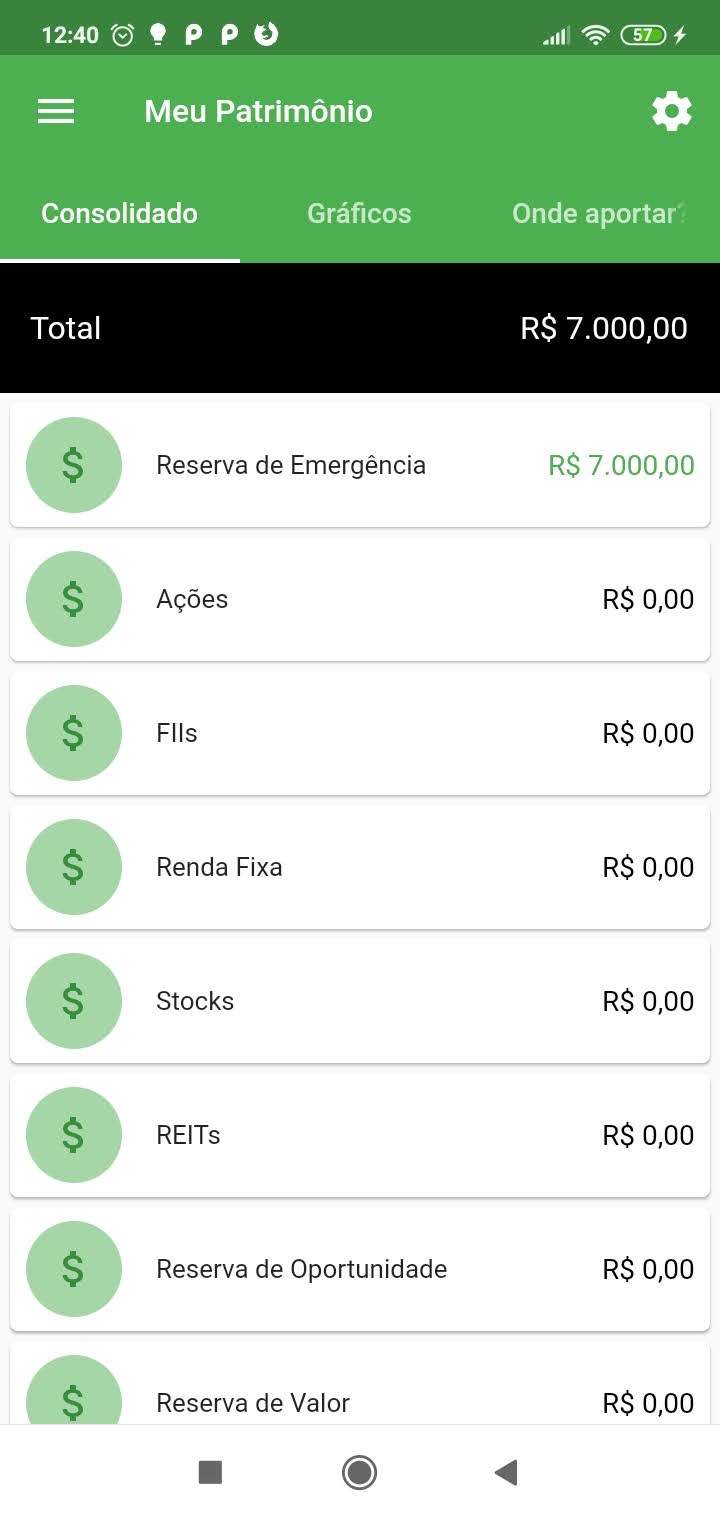 12:40
57
Meu Patrimônio
Consolidado Gráficos Onde aportar?
Total R$ 7.000,00
$ Reserva de Emergência R$ 7.000,00
$ Ações R$ 0,00
$ FIIs R$ 0,00
$ Renda Fixa R$ 0,00
$ Stocks R$ 0,00
$ REITs R$ 0,00
$ Reserva de Oportunidade R$ 0,00
$ Reserva de Valor R$ 0,00